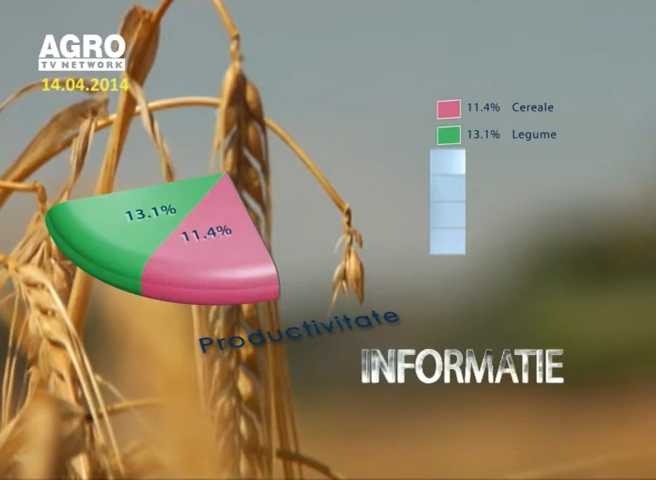 AGRO
TV NETWORK
14.04.2014
11.4% Cereale
13.1% Legume
13.1%
11.4%
Productivitate
INFORMATIE